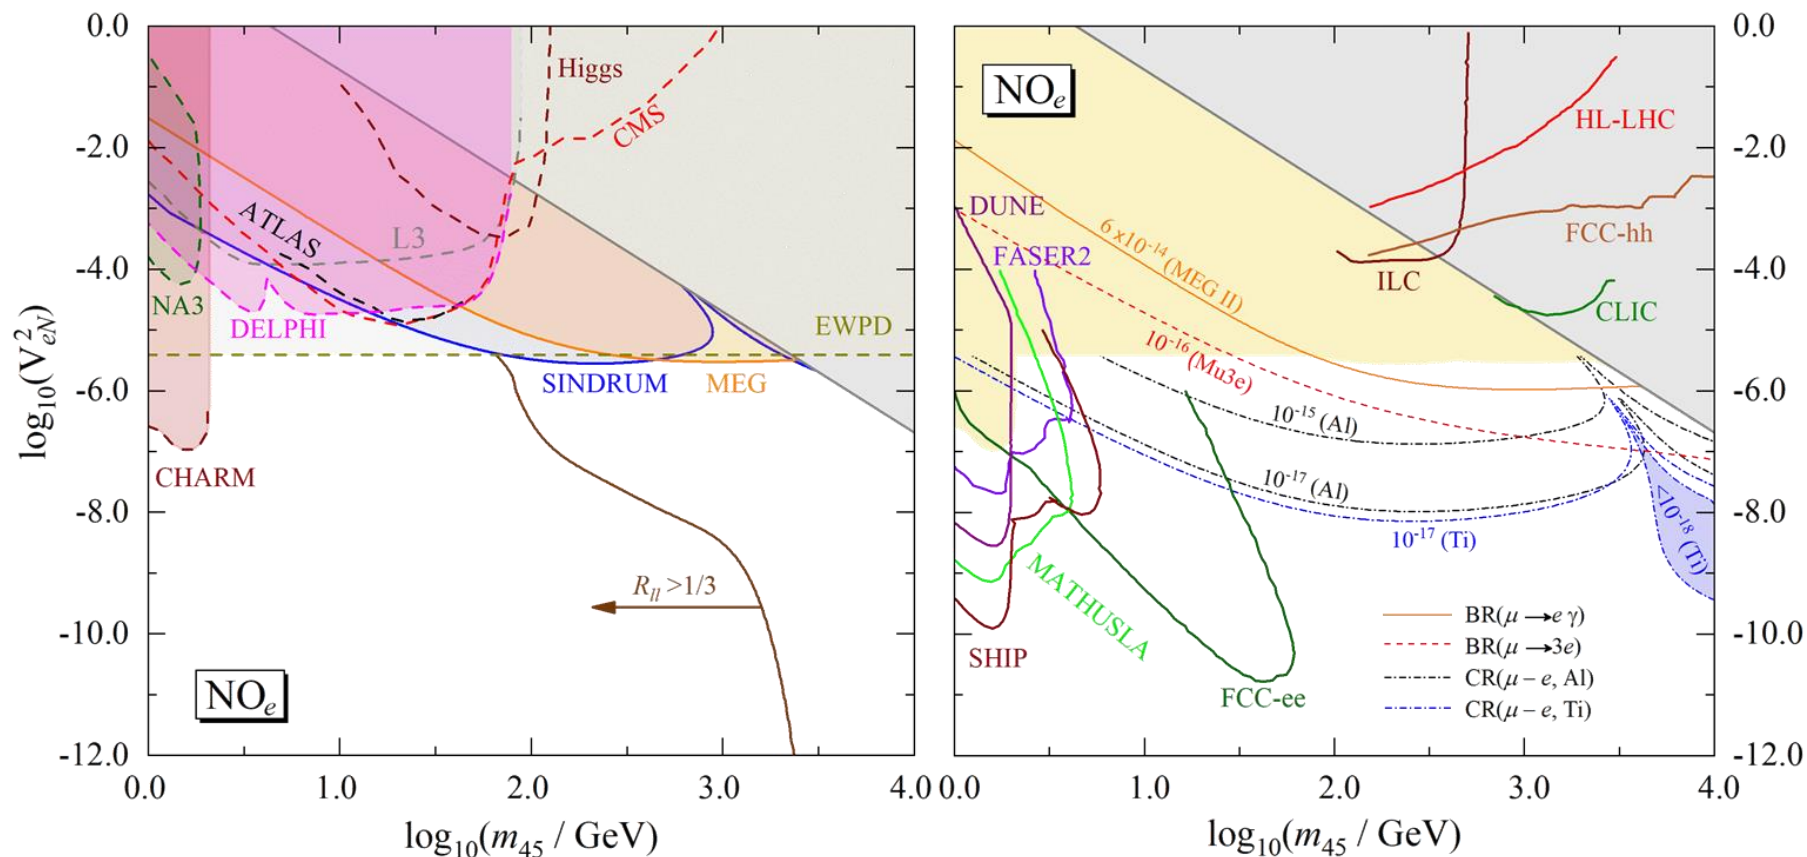 0.0
-2.0
-4.0
-6.0
-8.0
-10.0
-12.0
log₁₀(V²ₑN)
0.0
1.0
2.0
3.0
4.0
log₁₀(m₄₅ / GeV)
Higgs
CMS
ATLAS
L3
NA3
DELPHI
EWPD
SINDRUM
MEG
CHARM
Rₗₗ >1/3
NOₑ
NOₑ
HL-LHC
DUNE
FCC-hh
FASER2
6×10⁻¹⁴ (MEG II)
ILC
CLIC
10⁻¹⁶ (Mu3e)
10⁻¹⁵ (Al)
10⁻¹⁷ (Al)
10⁻¹⁷ (Ti)
<10⁻¹⁸ (Ti)
MATHUSLA
SHIP
FCC-ee
BR(μ→e γ)
BR(μ→3e)
CR(μ – e, Al)
CR(μ – e, Ti)
0.0
-2.0
-4.0
-6.0
-8.0
-10.0
-12.0
0.0
1.0
2.0
3.0
4.0
log₁₀(m₄₅ / GeV)